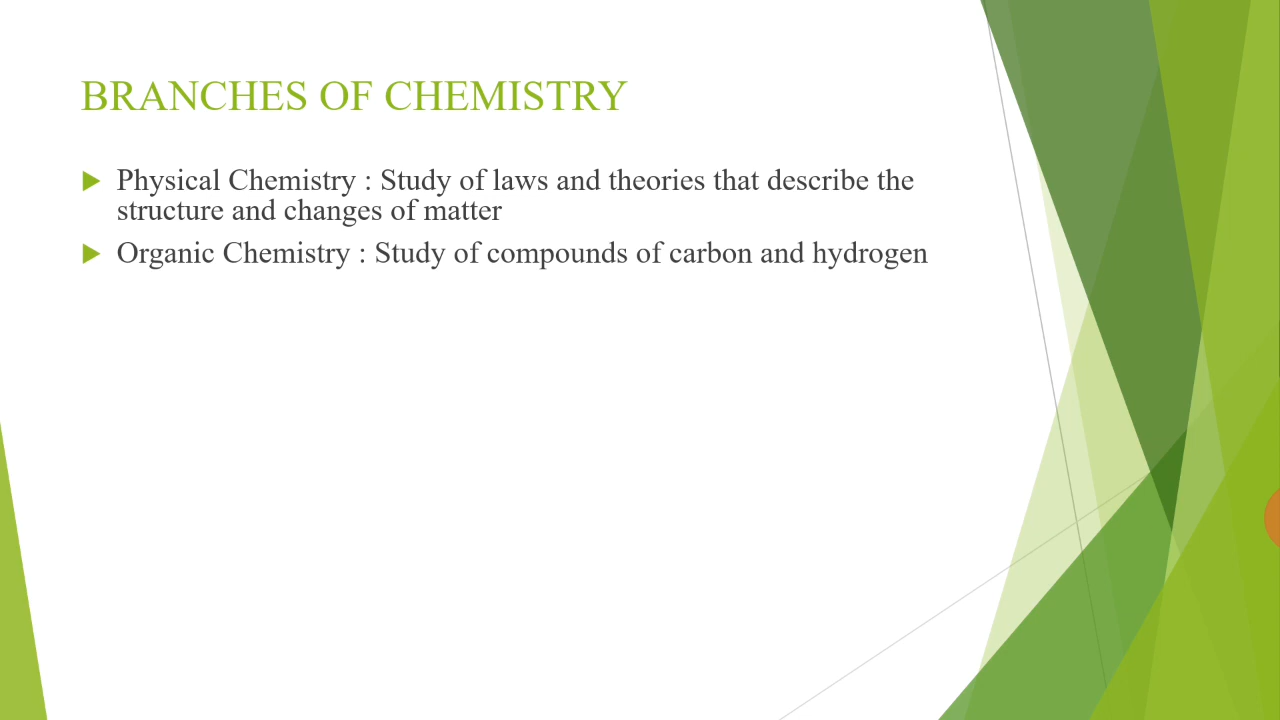 BRANCHES OF CHEMISTRY
Physical Chemistry : Study of laws and theories that describe the
structure and changes of matter
Organic Chemistry : Study of compounds of carbon and hydrogen